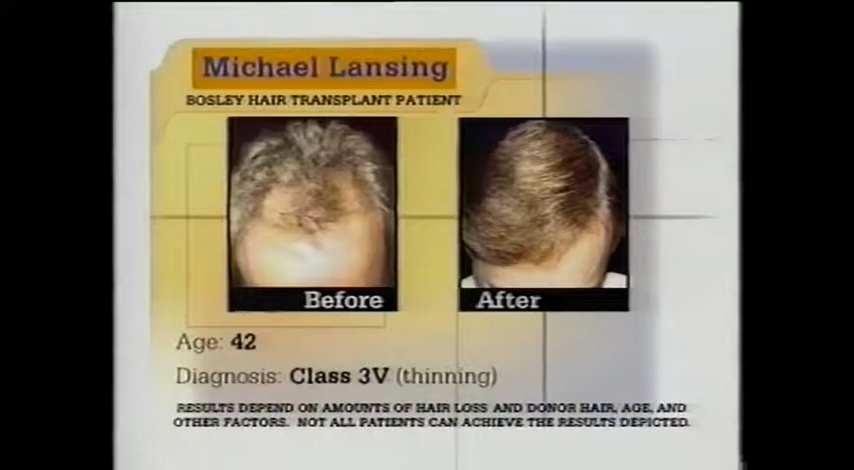 Michael Lansing
BOSLEY HAIR TRANSPLANT PATIENT
Before
After
Age: 42
Diagnosis: Class 3V (thinning)
RESULTS DEPEND ON AMOUNTS OF HAIR LOSS AND DONOR HAIR, AGE, AND
OTHER FACTORS. NOT ALL PATIENTS CAN ACHIEVE THE RESULTS DEPICTED.